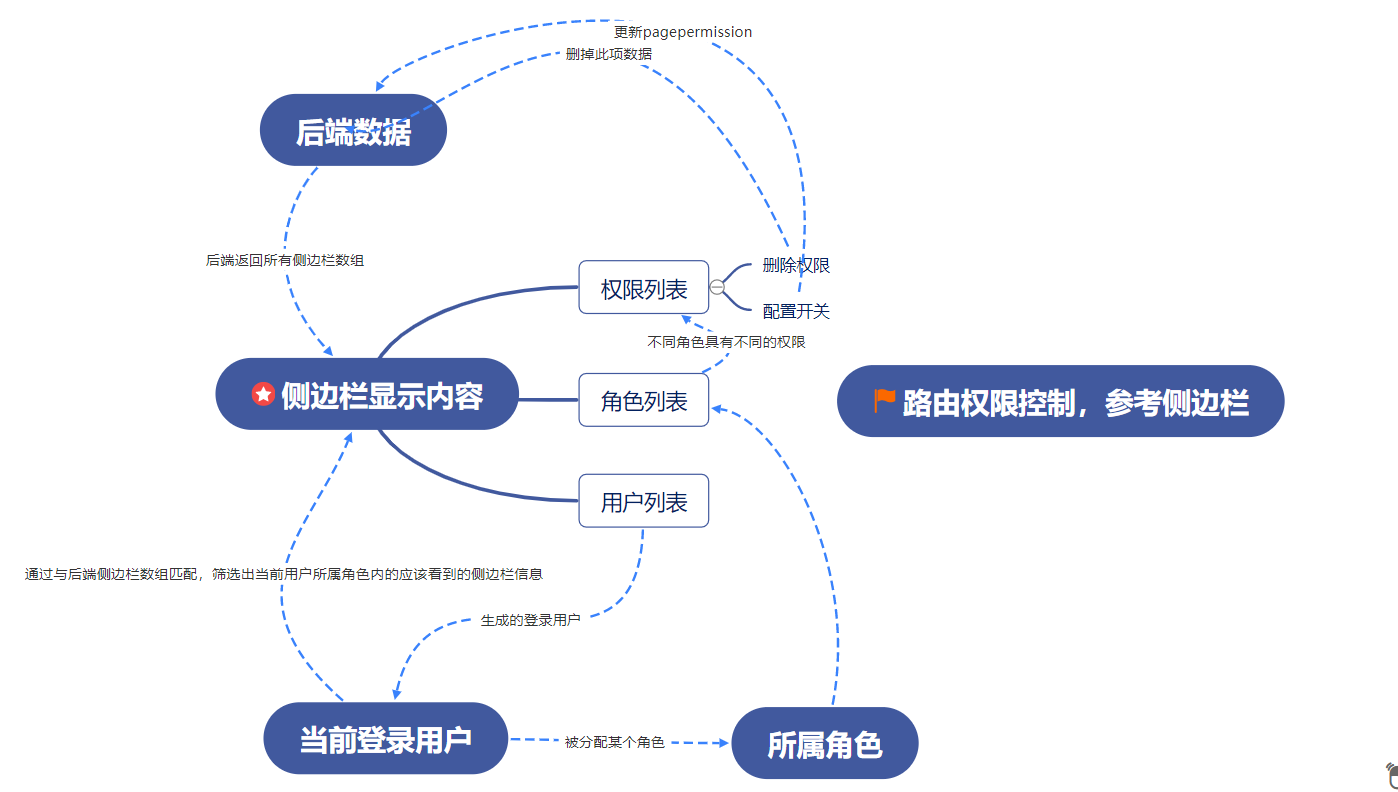 更新pagepermission
删掉此项数据
后端数据
后端返回所有侧边栏数组
删除权限
权限列表
配置开关
不同角色具有不同的权限
侧边栏显示内容
角色列表
路由权限控制，参考侧边栏
用户列表
通过与后端侧边栏数组匹配，筛选出当前用户所属角色内的应该看到的侧边栏信息
生成的登录用户
当前登录用户
被分配某个角色
所属角色